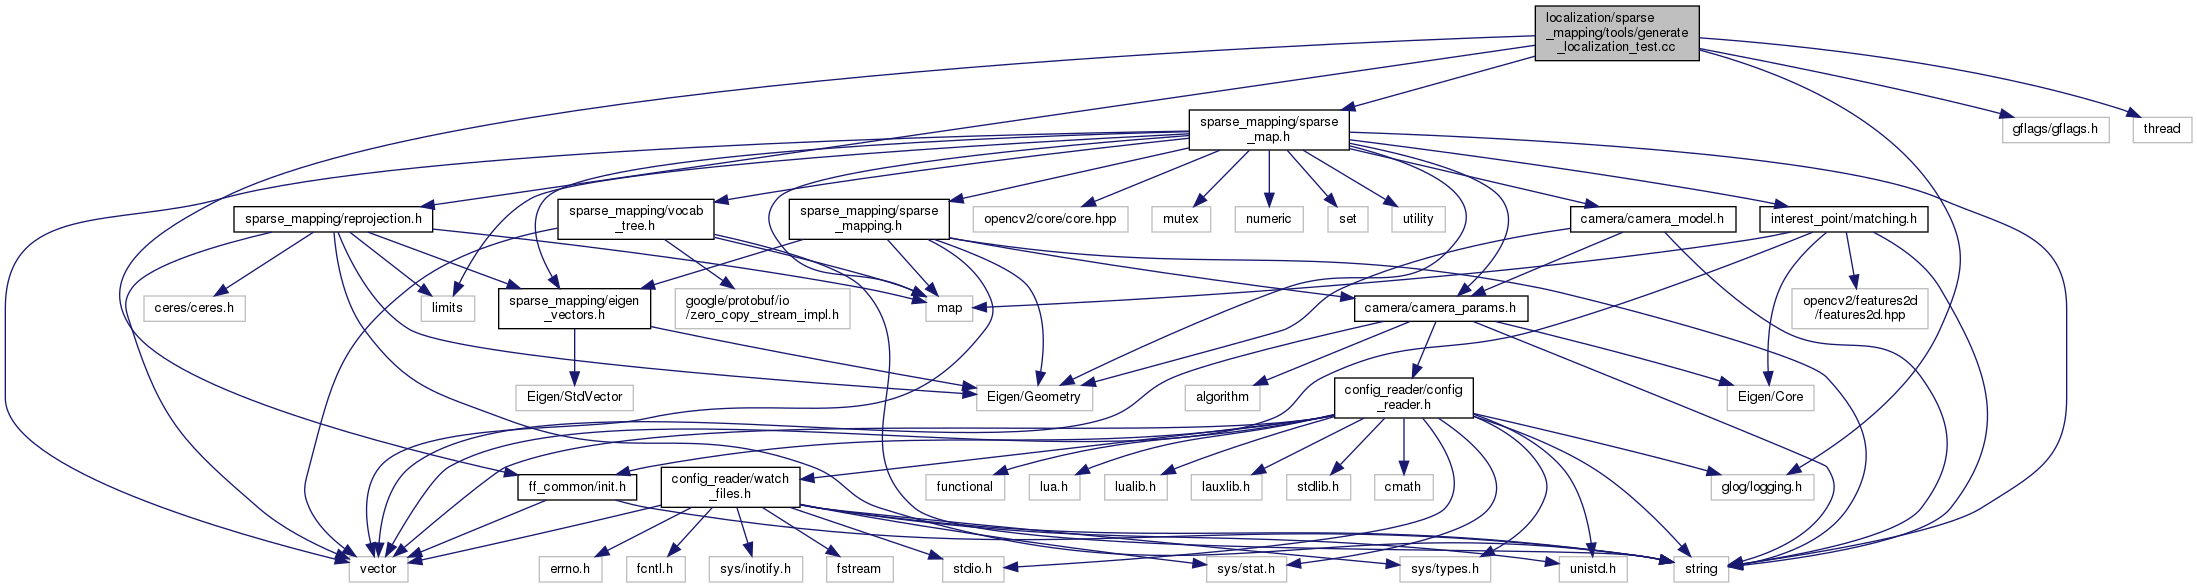 localization/sparse
_mapping/tools/generate
_localization_test.cc
sparse_mapping/sparse
_map.h
gflags/gflags.h
thread
sparse_mapping/reprojection.h
sparse_mapping/vocab
_tree.h
sparse_mapping/sparse
_mapping.h
opencv2/core/core.hpp
mutex
numeric
set
utility
camera/camera_model.h
interest_point/matching.h
ceres/ceres.h
limits
sparse_mapping/eigen
_vectors.h
google/protobuf/io
/zero_copy_stream_impl.h
map
camera/camera_params.h
opencv2/features2d
/features2d.hpp
Eigen/StdVector
Eigen/Geometry
algorithm
config_reader/config
_reader.h
Eigen/Core
ff_common/init.h
config_reader/watch
_files.h
functional
lua.h
lualib.h
lauxlib.h
stdlib.h
cmath
glog/logging.h
vector
errno.h
fcntl.h
sys/inotify.h
fstream
stdio.h
sys/stat.h
sys/types.h
unistd.h
string